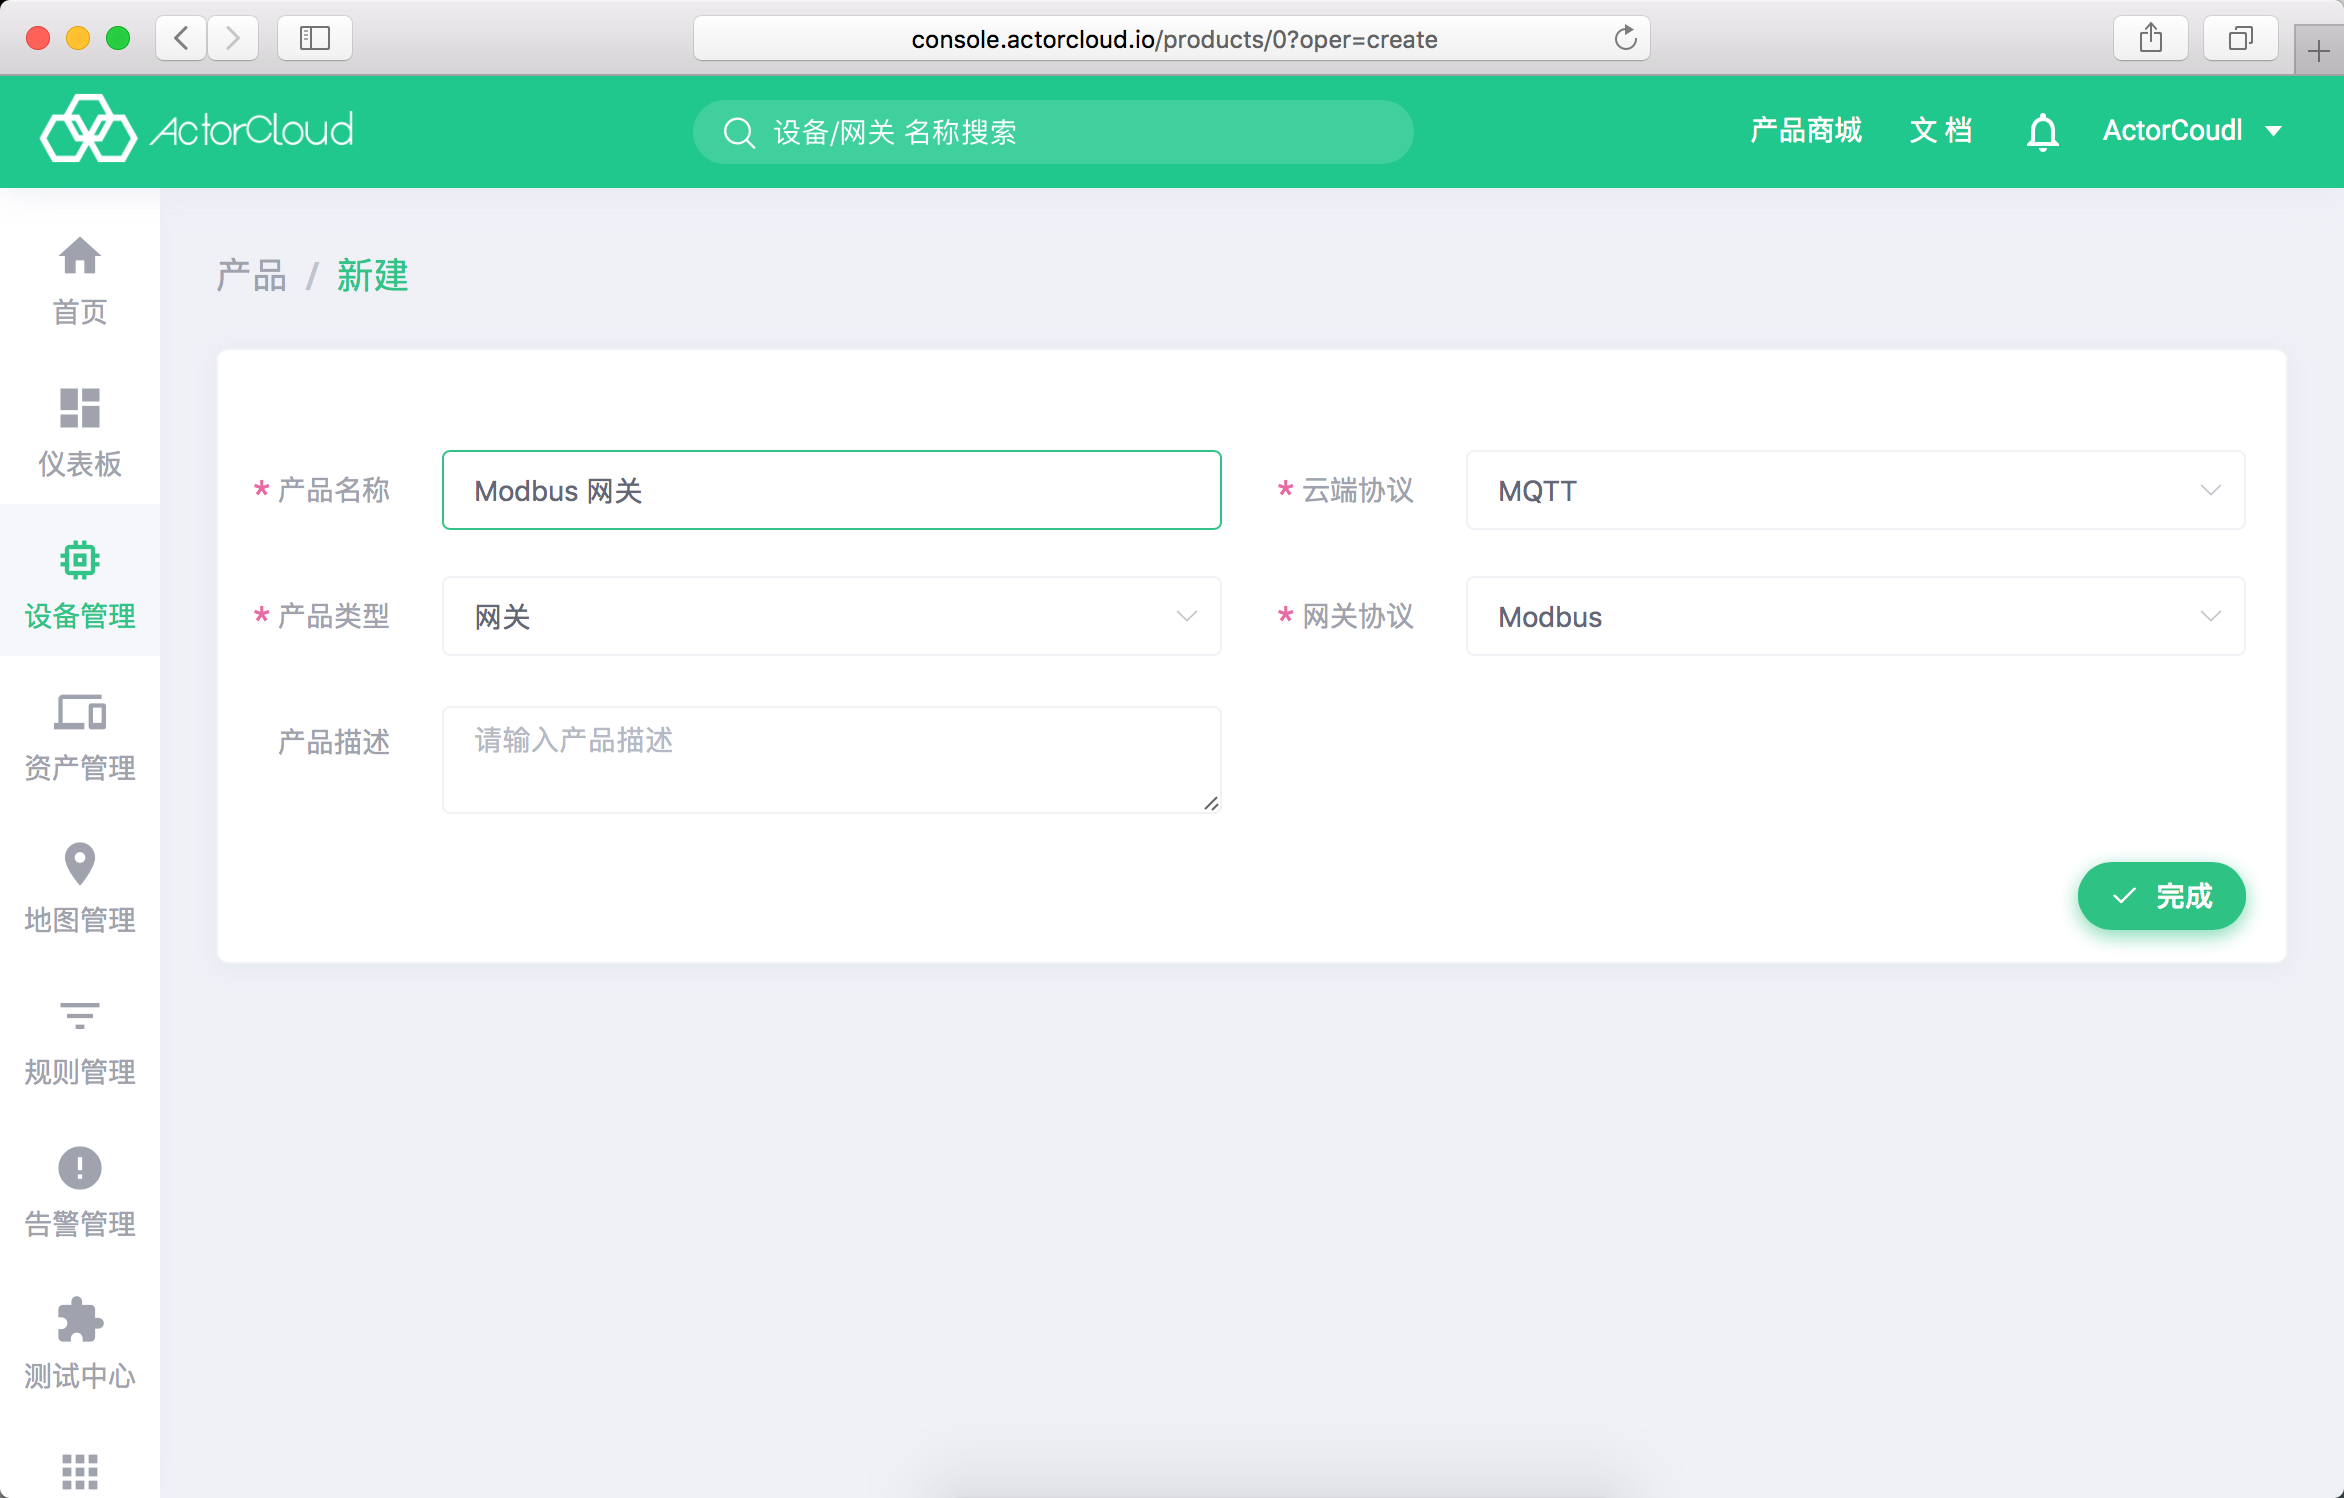 console.actorcloud.io/products/0?oper=create
ActorCloud
设备/网关 名称搜索
产品商城
文 档
ActorCoudl
首页
仪表板
设备管理
资产管理
地图管理
规则管理
告警管理
测试中心
产品 / 新建
* 产品名称
Modbus 网关
* 云端协议
MQTT
* 产品类型
网关
* 网关协议
Modbus
产品描述
请输入产品描述
完成